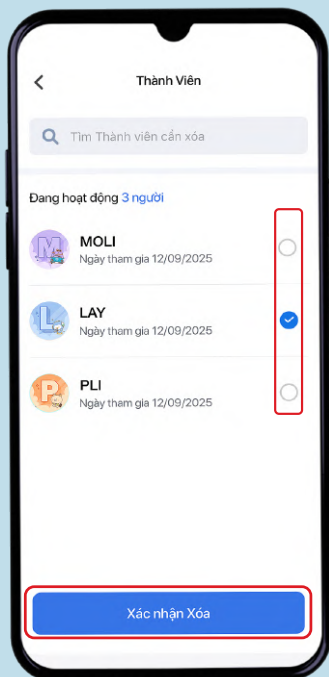 Thành Viên
Tìm Thành viên cần xóa
Đang hoạt động 3 người
M
MOLI
Ngày tham gia 12/09/2025
L
LAY
Ngày tham gia 12/09/2025
P
PLI
Ngày tham gia 12/09/2025
Xác nhận Xóa